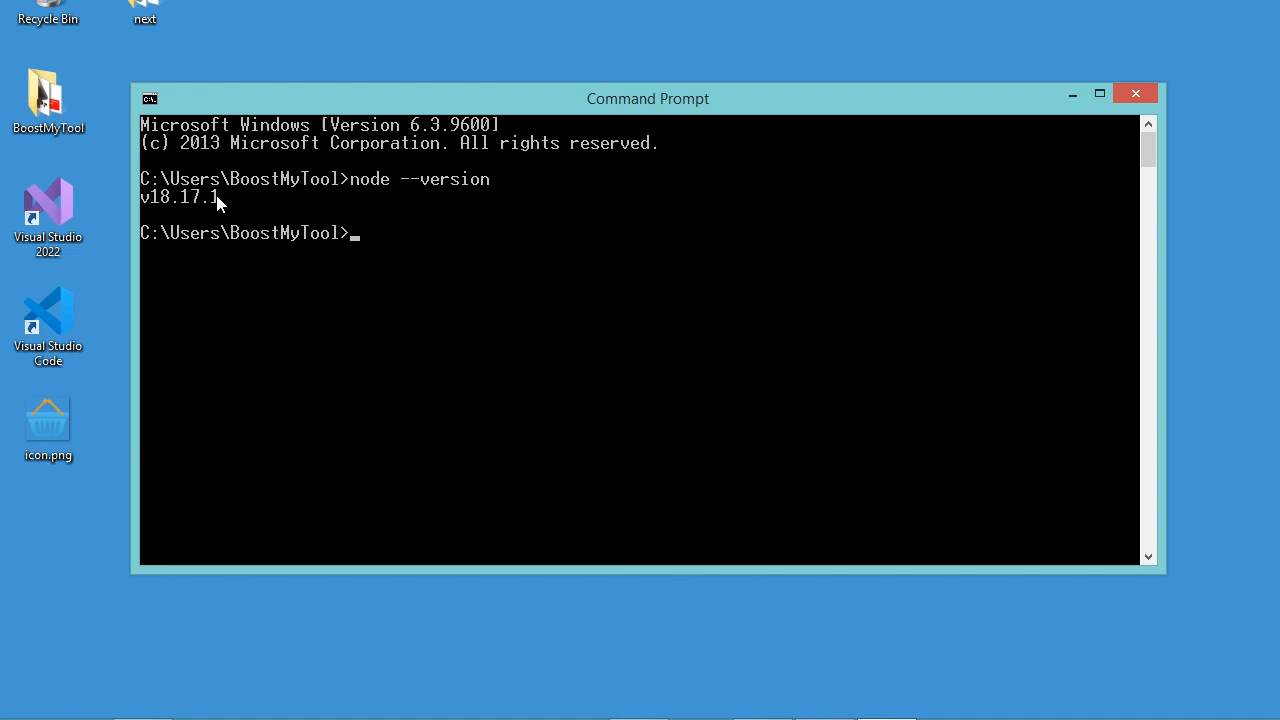 Recycle Bin
next
BoostMyTool
Visual Studio
2022
Visual Studio
Code
icon.png
C:\.
Command Prompt
Microsoft Windows [Version 6.3.9600]
(c) 2013 Microsoft Corporation. All rights reserved.
C:\Users\BoostMyTool>node --version
v18.17.1
C:\Users\BoostMyTool>_